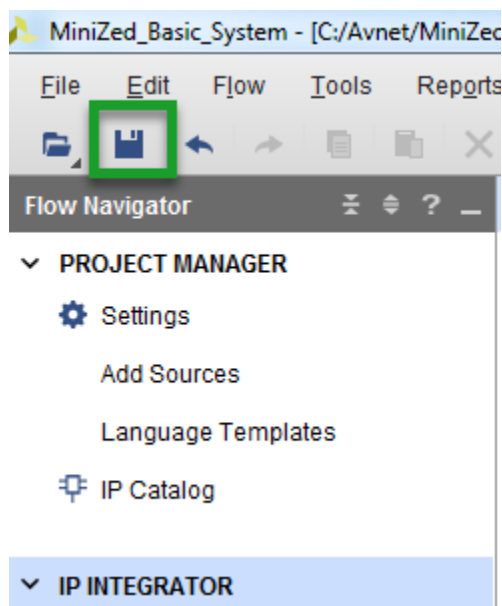 MiniZed_Basic_System - [C:/Avnet/MiniZed
File Edit Flow Tools Reports
Flow Navigator ?
PROJECT MANAGER
Settings
Add Sources
Language Templates
IP Catalog
IP INTEGRATOR